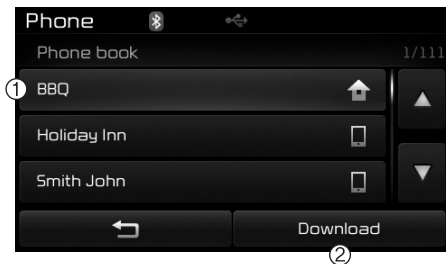 Phone
Phone book 1/111
① BBQ
Holiday Inn
Smith John
Download
②